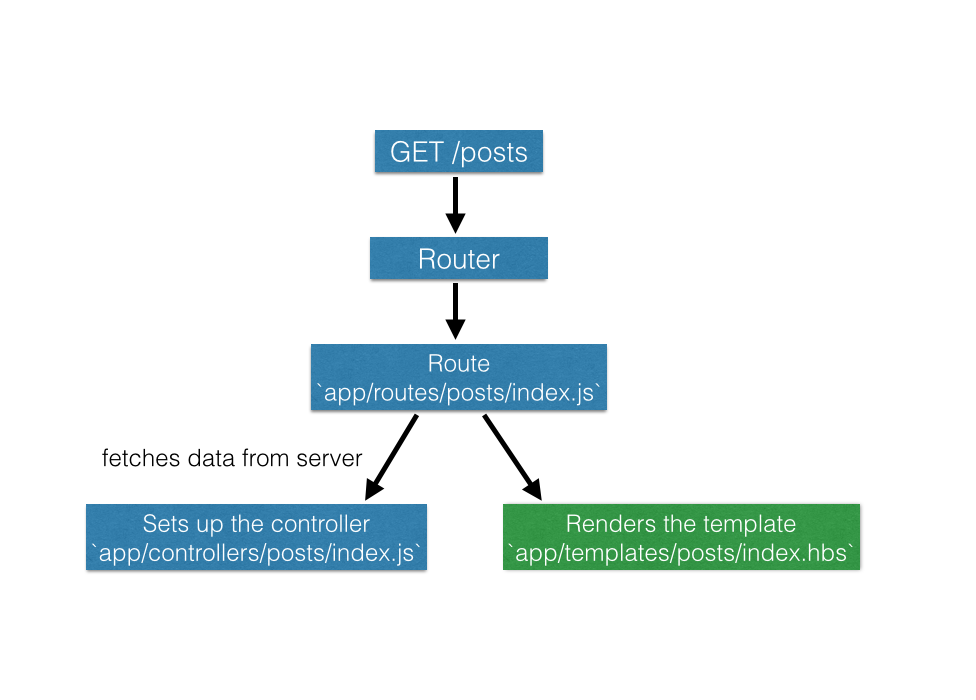 GET /posts
Router
Route
`app/routes/posts/index.js`
fetches data from server
Sets up the controller
`app/controllers/posts/index.js`
Renders the template
`app/templates/posts/index.hbs`